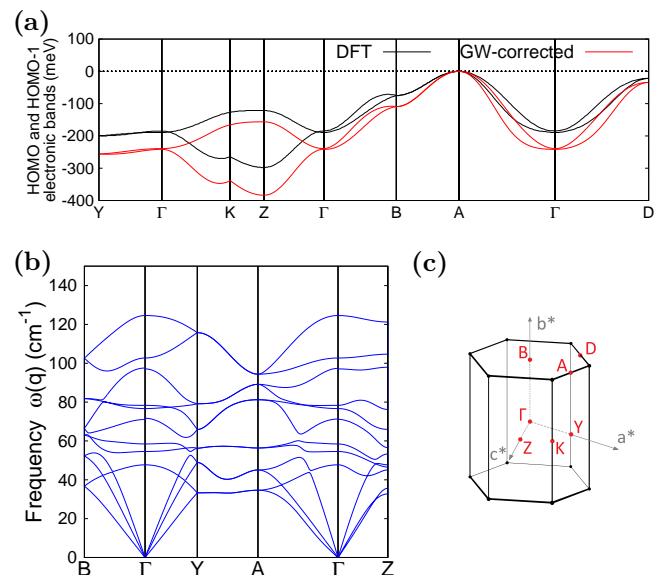 (a)
HOMO and HOMO-1
electronic bands (meV)
100
0
-100
-200
-300
-400
DFT
GW-corrected
Y Γ K Z Γ B A Γ D
(b)
Frequency ω(q) (cm⁻¹)
140
120
100
80
60
40
20
0
B Γ Y A Γ Z
(c)
b*
B
D
A
Γ
Y
Z
K
a*
c*